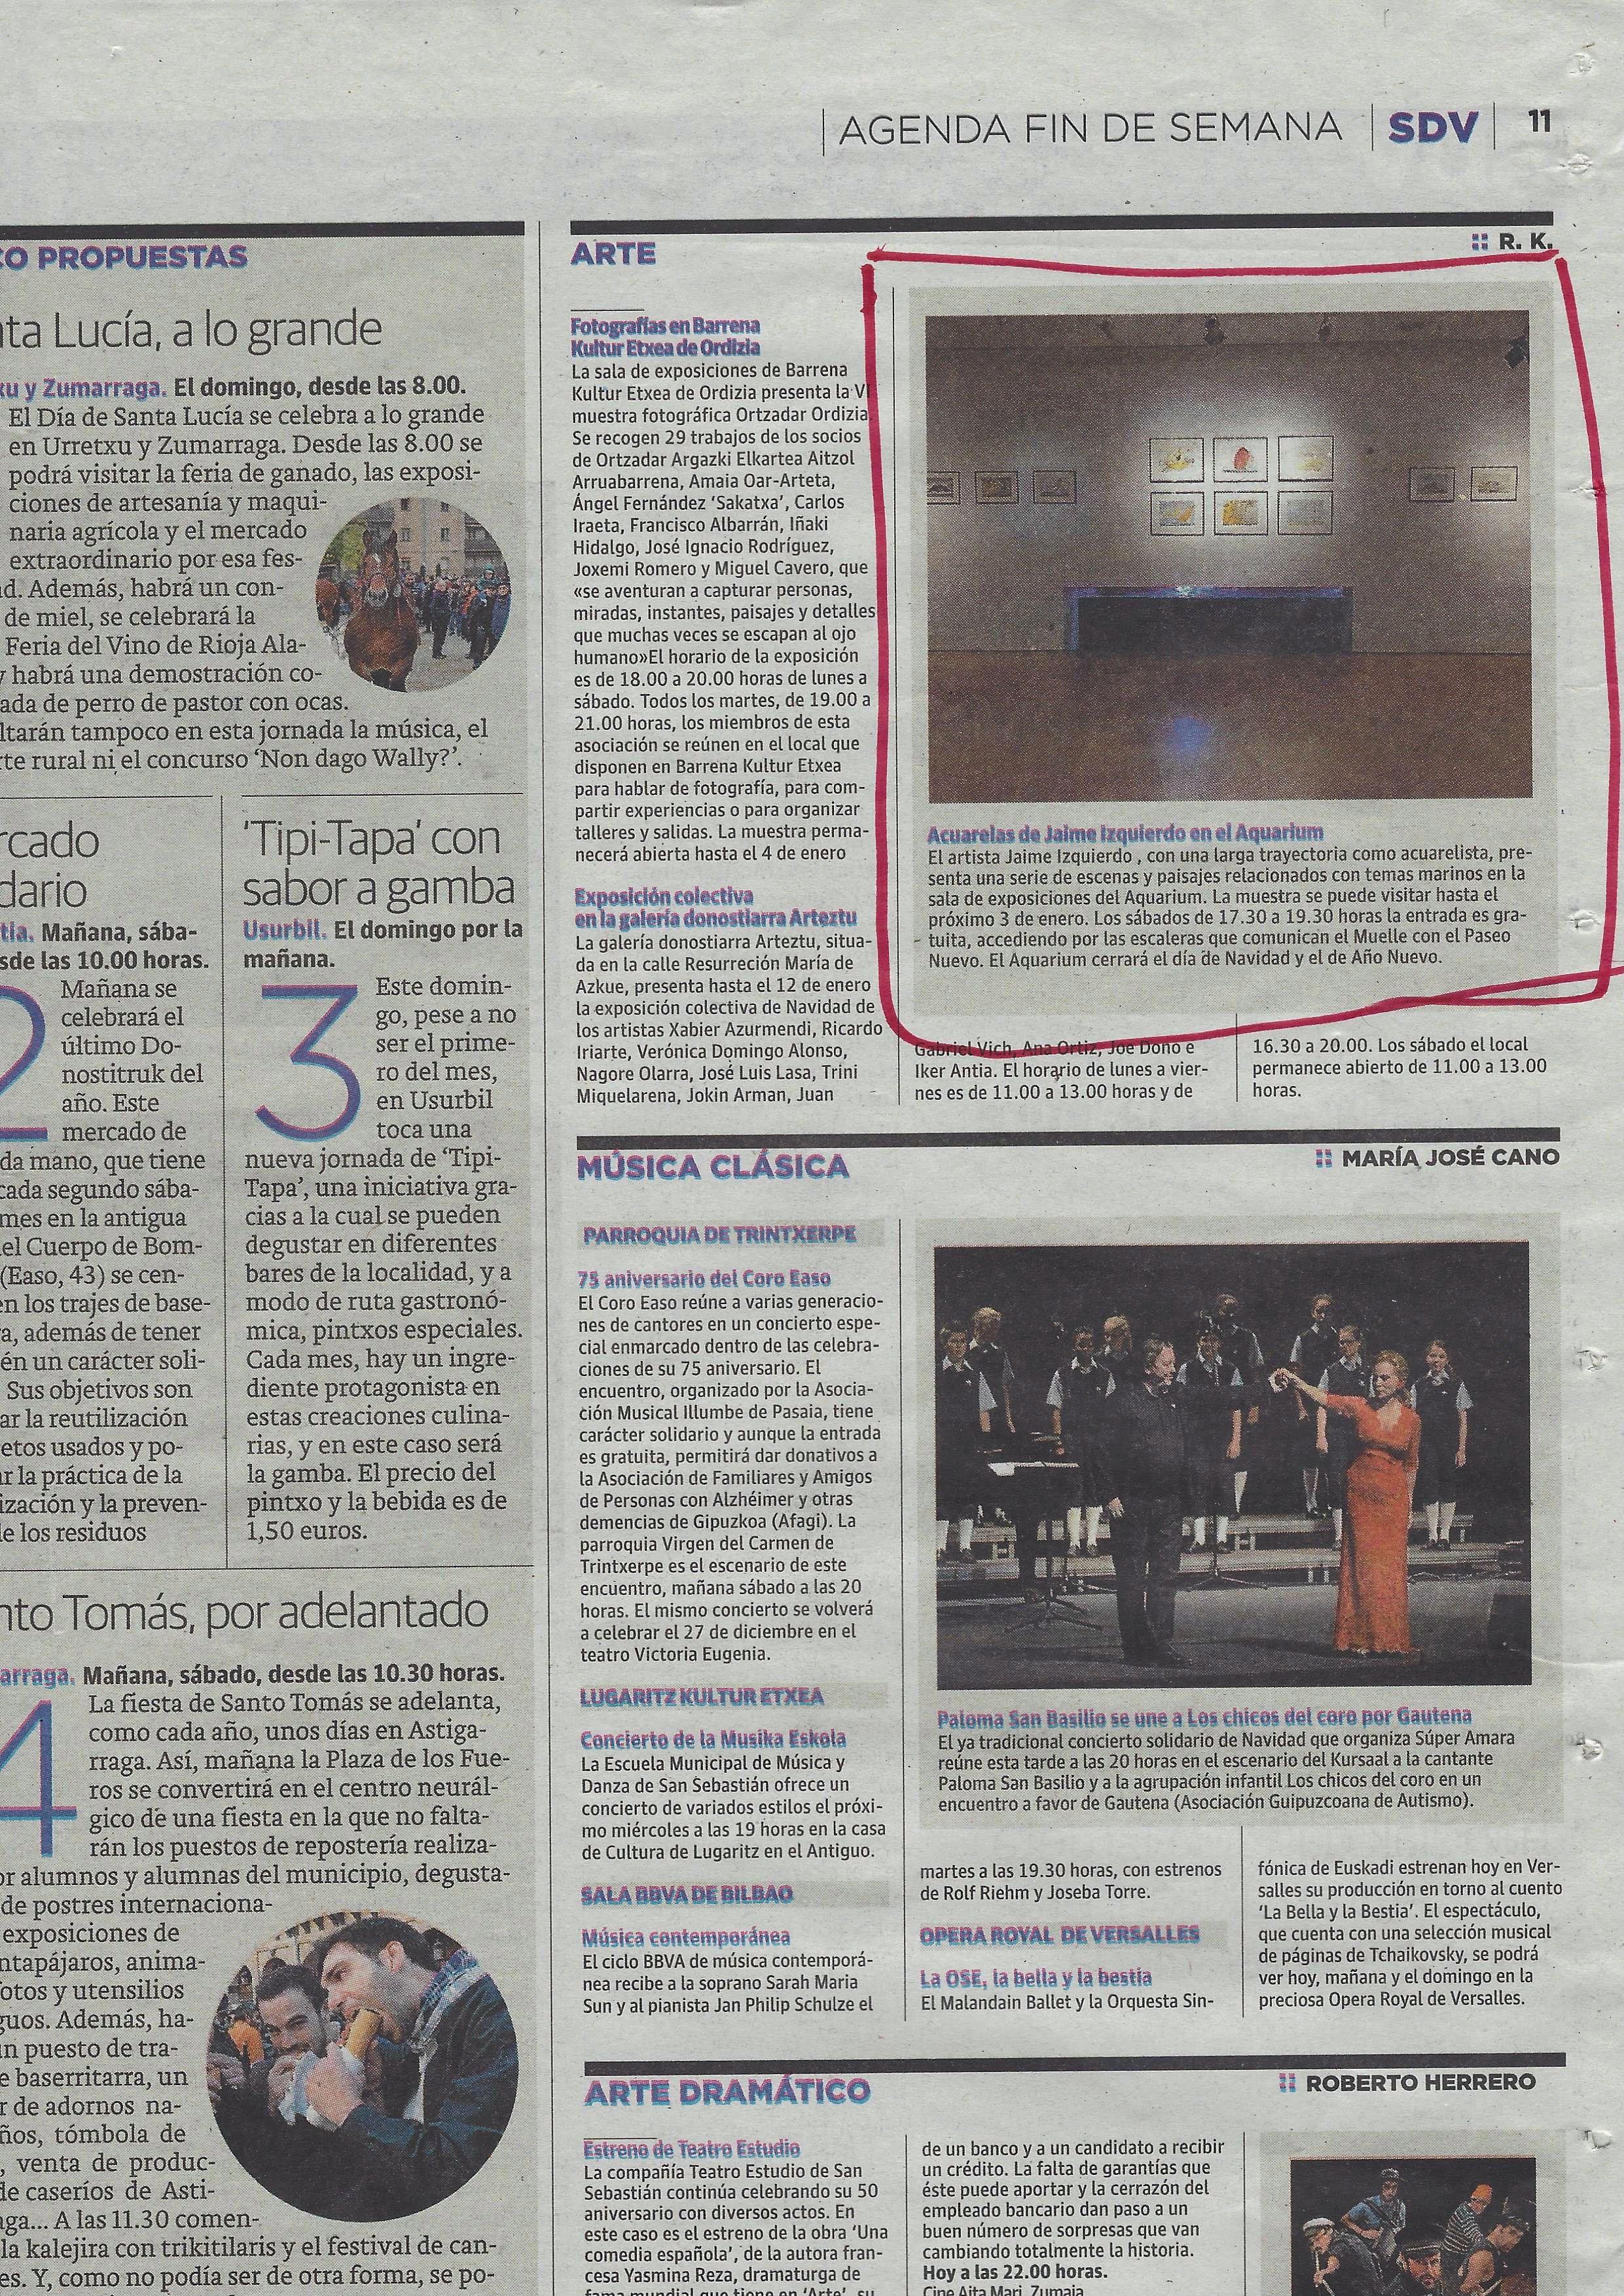 AGENDA FIN DE SEMANA SDV 11
CO PROPUESTAS
nta Lucía, a lo grande
xu y Zumarraga. El domingo, desde las 8.00.
El Día de Santa Lucía se celebra a lo grande
en Urretxu y Zumarraga. Desde las 8.00 se
podrá visitar la feria de ganado, las exposi-
ciones de artesanía y maqui-
naria agrícola y el mercado
extraordinario por esa fes-
ad. Además, habrá un con-
de miel, se celebrará la
Feria del Vino de Rioja Ala-
y habrá una demostración co-
ada de perro de pastor con ocas.
ltarán tampoco en esta jornada la música, el
rte rural ni el concurso ‘Non dago Wally?’.
rcado
dario
tia. Mañana, sába-
sde las 10.00 horas.
2
Mañana se
celebrará el
último Do-
nostitruk del
año. Este
mercado de
da mano, que tiene
cada segundo sába-
mes en la antigua
el Cuerpo de Bom-
(Easo, 43) se cen-
en los trajes de base-
a, además de tener
én un carácter soli-
Sus objetivos son
ar la reutilización
etos usados y po-
ar la práctica de la
ización y la preven-
de los residuos
‘Tipi-Tapa’ con
sabor a gamba
Usurbil. El domingo por la
mañana.
3
Este domin-
go, pese a no
ser el prime-
ro del mes,
en Usurbil
toca una
nueva jornada de ‘Tipi-
Tapa’, una iniciativa gra-
cias a la cual se pueden
degustar en diferentes
bares de la localidad, y a
modo de ruta gastronó-
mica, pintxos especiales.
Cada mes, hay un ingre-
diente protagonista en
estas creaciones culina-
rias, y en este caso será
la gamba. El precio del
pintxo y la bebida es de
1,50 euros.
nto Tomás, por adelantado
arraga. Mañana, sábado, desde las 10.30 horas.
4
La fiesta de Santo Tomás se adelanta,
como cada año, unos días en Astiga-
rraga. Así, mañana la Plaza de los Fue-
ros se convertirá en el centro neurál-
gico de una fiesta en la que no falta-
rán los puestos de repostería realiza-
or alumnos y alumnas del municipio, degusta-
de postres internaciona-
exposiciones de
ntapájaros, anima-
fotos y utensilios
guos. Además, ha-
un puesto de tra-
e baserritarra, un
r de adornos na-
ños, tómbola de
, venta de produc-
de caseríos de Asti-
aga... A las 11.30 comen-
la kalejira con trikitilaris y el festival de can-
es. Y, como no podía ser de otra forma, se po-
ARTE
R. K.
Fotografías en Barrena
Kultur Etxea de Ordizia
La sala de exposiciones de Barrena
Kultur Etxea de Ordizia presenta la VI
muestra fotográfica Ortzadar Ordizia.
Se recogen 29 trabajos de los socios
de Ortzadar Argazki Elkartea Aitzol
Arruabarrena, Amaia Oar-Arteta,
Ángel Fernández ‘Sakatxa’, Carlos
Iraeta, Francisco Albarrán, Iñaki
Hidalgo, José Ignacio Rodríguez,
Joxemi Romero y Miguel Cavero, que
«se aventuran a capturar personas,
miradas, instantes, paisajes y detalles
que muchas veces se escapan al ojo
humano»El horario de la exposición
es de 18.00 a 20.00 horas de lunes a
sábado. Todos los martes, de 19.00 a
21.00 horas, los miembros de esta
asociación se reúnen en el local que
disponen en Barrena Kultur Etxea
para hablar de fotografía, para com-
partir experiencias o para organizar
talleres y salidas. La muestra perma-
necerá abierta hasta el 4 de enero
Exposición colectiva
en la galería donostiarra Arteztu
La galería donostiarra Arteztu, situa-
da en la calle Resurreción María de
Azkue, presenta hasta el 12 de enero
la exposición colectiva de Navidad de
los artistas Xabier Azurmendi, Ricardo
Iriarte, Verónica Domingo Alonso,
Nagore Olarra, José Luis Lasa, Trini
Miquelarena, Jokin Arman, Juan
Gabriel Vich, Ana Ortiz, Joe Dono e
Iker Antia. El horario de lunes a vier-
nes es de 11.00 a 13.00 horas y de
16.30 a 20.00. Los sábado el local
permanece abierto de 11.00 a 13.00
horas.
Acuarelas de Jaime Izquierdo en el Aquarium
El artista Jaime Izquierdo , con una larga trayectoria como acuarelista, pre-
senta una serie de escenas y paisajes relacionados con temas marinos en la
sala de exposiciones del Aquarium. La muestra se puede visitar hasta el
próximo 3 de enero. Los sábados de 17.30 a 19.30 horas la entrada es gra-
tuita, accediendo por las escaleras que comunican el Muelle con el Paseo
Nuevo. El Aquarium cerrará el día de Navidad y el de Año Nuevo.
MÚSICA CLÁSICA
MARÍA JOSÉ CANO
PARROQUIA DE TRINTXERPE
75 aniversario del Coro Easo
El Coro Easo reúne a varias generacio-
nes de cantores en un concierto espe-
cial enmarcado dentro de las celebra-
ciones de su 75 aniversario. El
encuentro, organizado por la Asocia-
ción Musical Illumbe de Pasaia, tiene
carácter solidario y aunque la entrada
es gratuita, permitirá dar donativos a
la Asociación de Familiares y Amigos
de Personas con Alzhéimer y otras
demencias de Gipuzkoa (Afagi). La
parroquia Virgen del Carmen de
Trintxerpe es el escenario de este
encuentro, mañana sábado a las 20
horas. El mismo concierto se volverá
a celebrar el 27 de diciembre en el
teatro Victoria Eugenia.
LUGARITZ KULTUR ETXEA
Concierto de la Musika Eskola
La Escuela Municipal de Música y
Danza de San Sebastián ofrece un
concierto de variados estilos el próxi-
mo miércoles a las 19 horas en la casa
de Cultura de Lugaritz en el Antiguo.
SALA BBVA DE BILBAO
Música contemporánea
El ciclo BBVA de música contemporá-
nea recibe a la soprano Sarah Maria
Sun y al pianista Jan Philip Schulze el
martes a las 19.30 horas, con estrenos
de Rolf Riehm y Joseba Torre.
Paloma San Basilio se une a Los chicos del coro por Gautena
El ya tradicional concierto solidario de Navidad que organiza Súper Amara
reúne esta tarde a las 20 horas en el escenario del Kursaal a la cantante
Paloma San Basilio y a la agrupación infantil Los chicos del coro en un
encuentro a favor de Gautena (Asociación Guipuzcoana de Autismo).
OPERA ROYAL DE VERSALLES
La OSE, la bella y la bestia
El Malandain Ballet y la Orquesta Sin-
fónica de Euskadi estrenan hoy en Ver-
salles su producción en torno al cuento
‘La Bella y la Bestia’. El espectáculo,
que cuenta con una selección musical
de páginas de Tchaikovsky, se podrá
ver hoy, mañana y el domingo en la
preciosa Opera Royal de Versalles.
ARTE DRAMÁTICO
ROBERTO HERRERO
Estreno de Teatro Estudio
La compañía Teatro Estudio de San
Sebastián continúa celebrando su 50
aniversario con diversos actos. En
este caso es el estreno de la obra ‘Una
comedia española’, de la autora fran-
cesa Yasmina Reza, dramaturga de
fama mundial que tiene en ‘Arte’, su
de un banco y a un candidato a recibir
un crédito. La falta de garantías que
éste puede aportar y la cerrazón del
empleado bancario dan paso a un
buen número de sorpresas que van
cambiando totalmente la historia.
Hoy a las 22.00 horas.
Cine Aita Mari. Zumaia